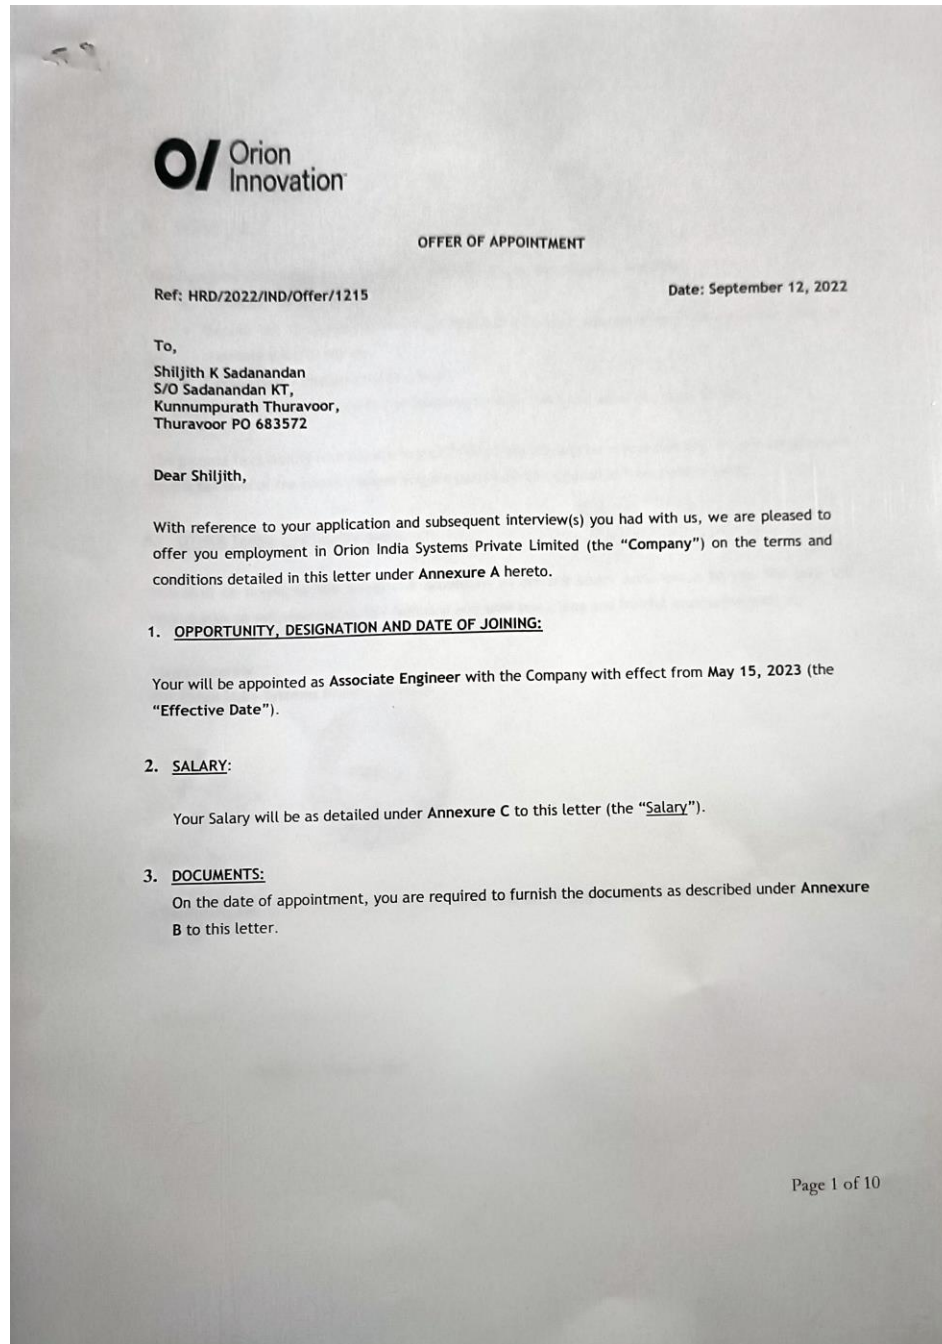 Orion
Innovation
OFFER OF APPOINTMENT
Ref: HRD/2022/IND/Offer/1215
Date: September 12, 2022
To,
Shiljith K Sadanandan
S/O Sadanandan KT,
Kunnumpurath Thuravoor,
Thuravoor PO 683572
Dear Shiljith,
With reference to your application and subsequent interview(s) you had with us, we are pleased to
offer you employment in Orion India Systems Private Limited (the “Company”) on the terms and
conditions detailed in this letter under Annexure A hereto.
1. OPPORTUNITY, DESIGNATION AND DATE OF JOINING:
Your will be appointed as Associate Engineer with the Company with effect from May 15, 2023 (the
“Effective Date”).
2. SALARY:
Your Salary will be as detailed under Annexure C to this letter (the “Salary”).
3. DOCUMENTS:
On the date of appointment, you are required to furnish the documents as described under Annexure
B to this letter.
Page 1 of 10